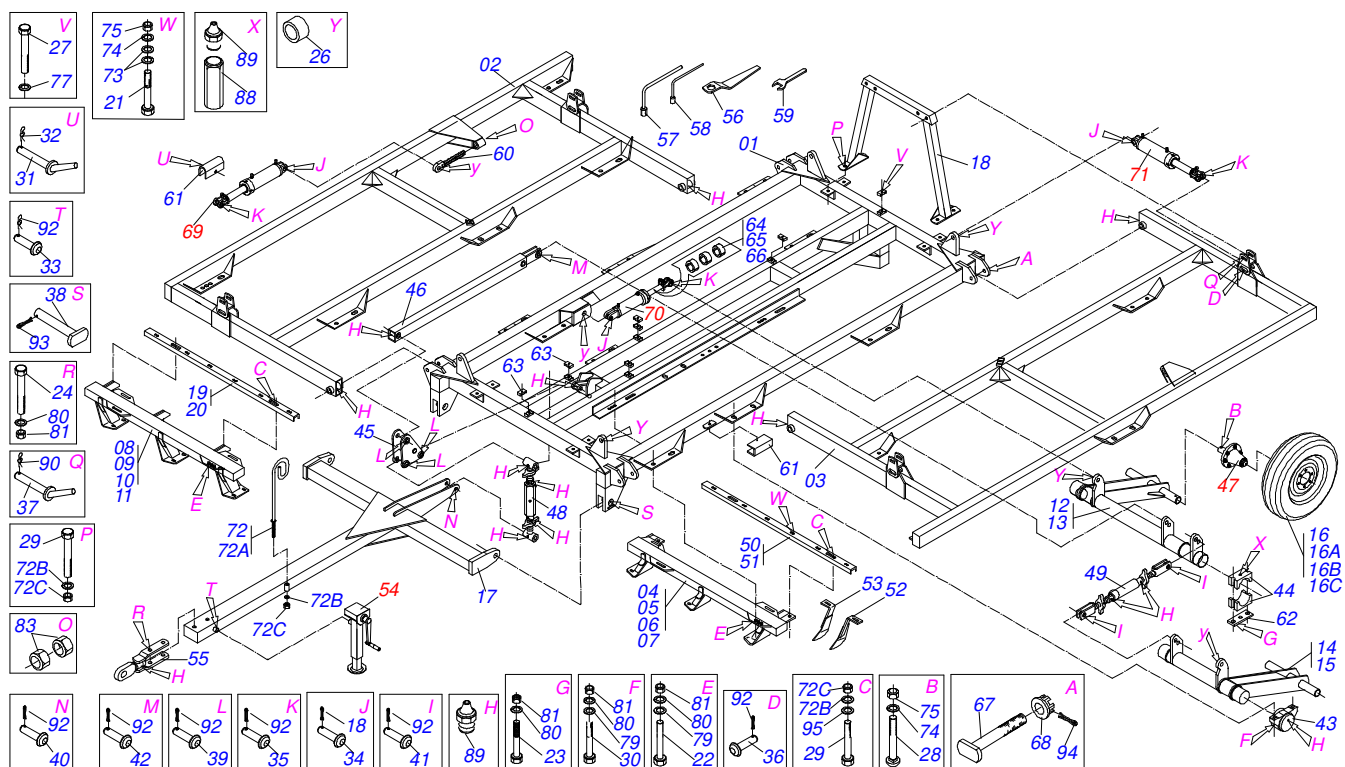 V
27
77
75
W
74
73
21
X
89
88
Y
26
02
O
60
y
U
61
J
69
K
U
32
31
T
92
33
38
S
93
R
24
80
81
Q
90
37
P
29
72B
72C
O
83
57
58
56
59
P
01
V
18
J
71
K
H
H
Y
A
Q
D
64
65
66
K
M
46
H
70
y
J
63
63
H
H
C
19
20
45
L
L
L
Y
08
09
10
11
E
72
72A
H
H
48
H
H
N
S
17
T
72B
72C
54
R
55
H
H
61
03
B
47
Y
12
13
16
16A
16B
16C
W
C
50
51
53
52
04
05
06
07
E
49
I
H
I
X
44
62
G
y
14
15
43
F
H
N
92
40
M
92
42
L
92
39
K
92
35
J
18
34
I
92
41
H
89
G
81
80
23
F
81
80
79
30
E
81
80
79
22
D
92
36
C
72C
72B
95
29
B
75
74
28
A
67
68
94